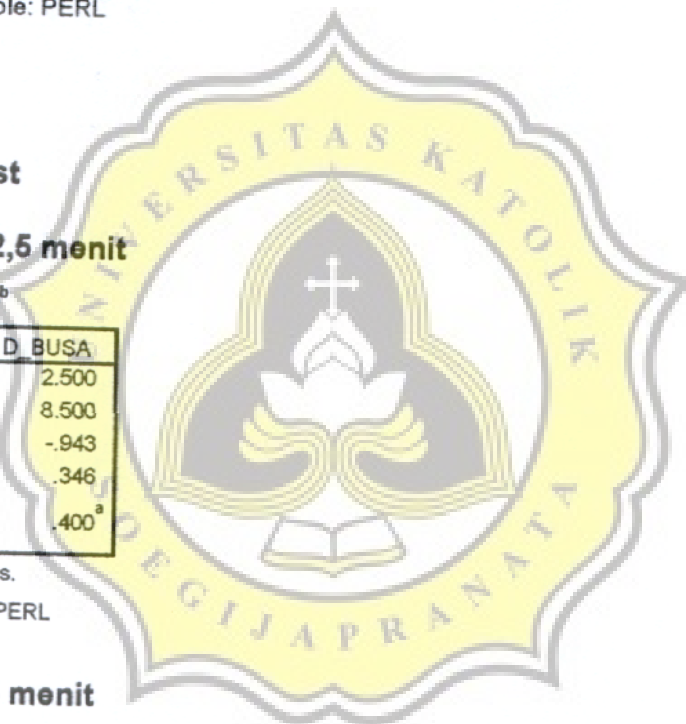 ble: PERL
st
2,5 menit
b
D_BUSA
2.500
8.500
-.943
.346
.400a
s.
PERL
menit
UNIVERSITAS KATOLIK
SOEGIJAPRANATA